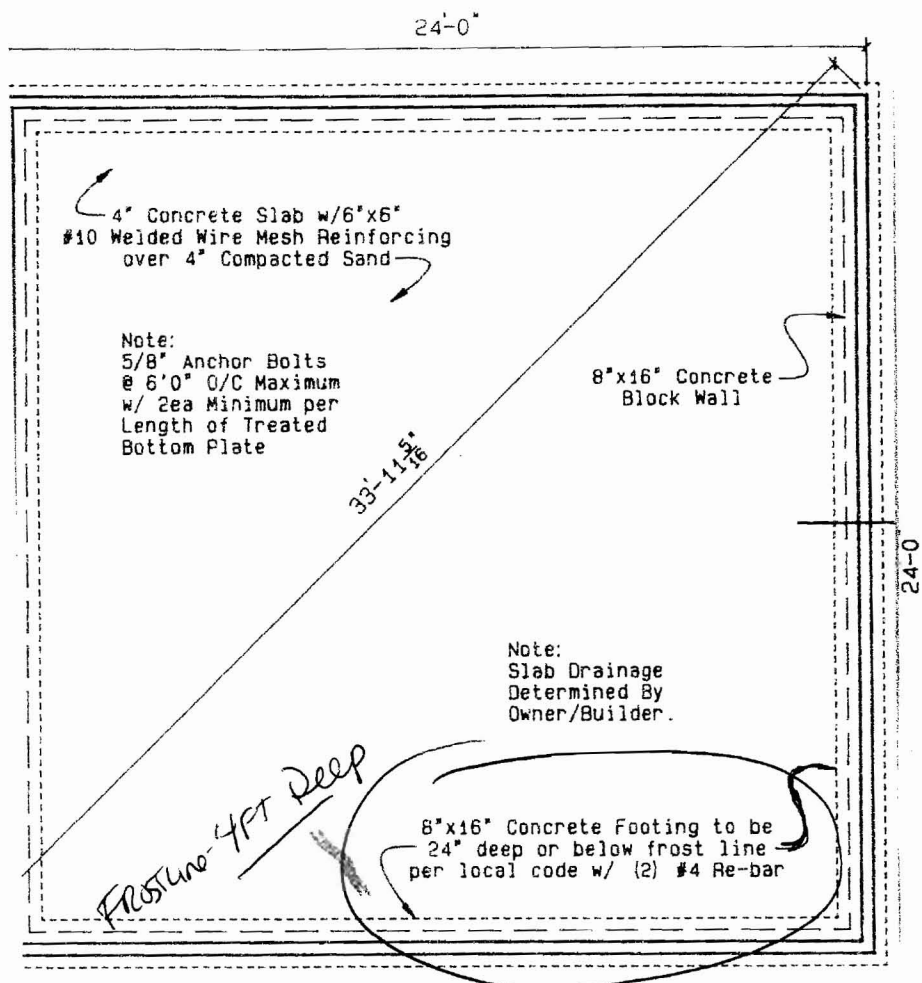 24'-0"
4" Concrete Slab w/6"x6"
#10 Welded Wire Mesh Reinforcing
over 4" Compacted Sand
Note:
5/8" Anchor Bolts
@ 6'0" O/C Maximum
w/ 2ea Minimum per
Length of Treated
Bottom Plate
8"x16" Concrete
Block Wall
33'-11 5/16"
24-0
Note:
Slab Drainage
Determined By
Owner/Builder.
FROSTLINE-4FT Deep
8"x16" Concrete Footing to be
24" deep or below frost line
per local code w/ (2) #4 Re-bar